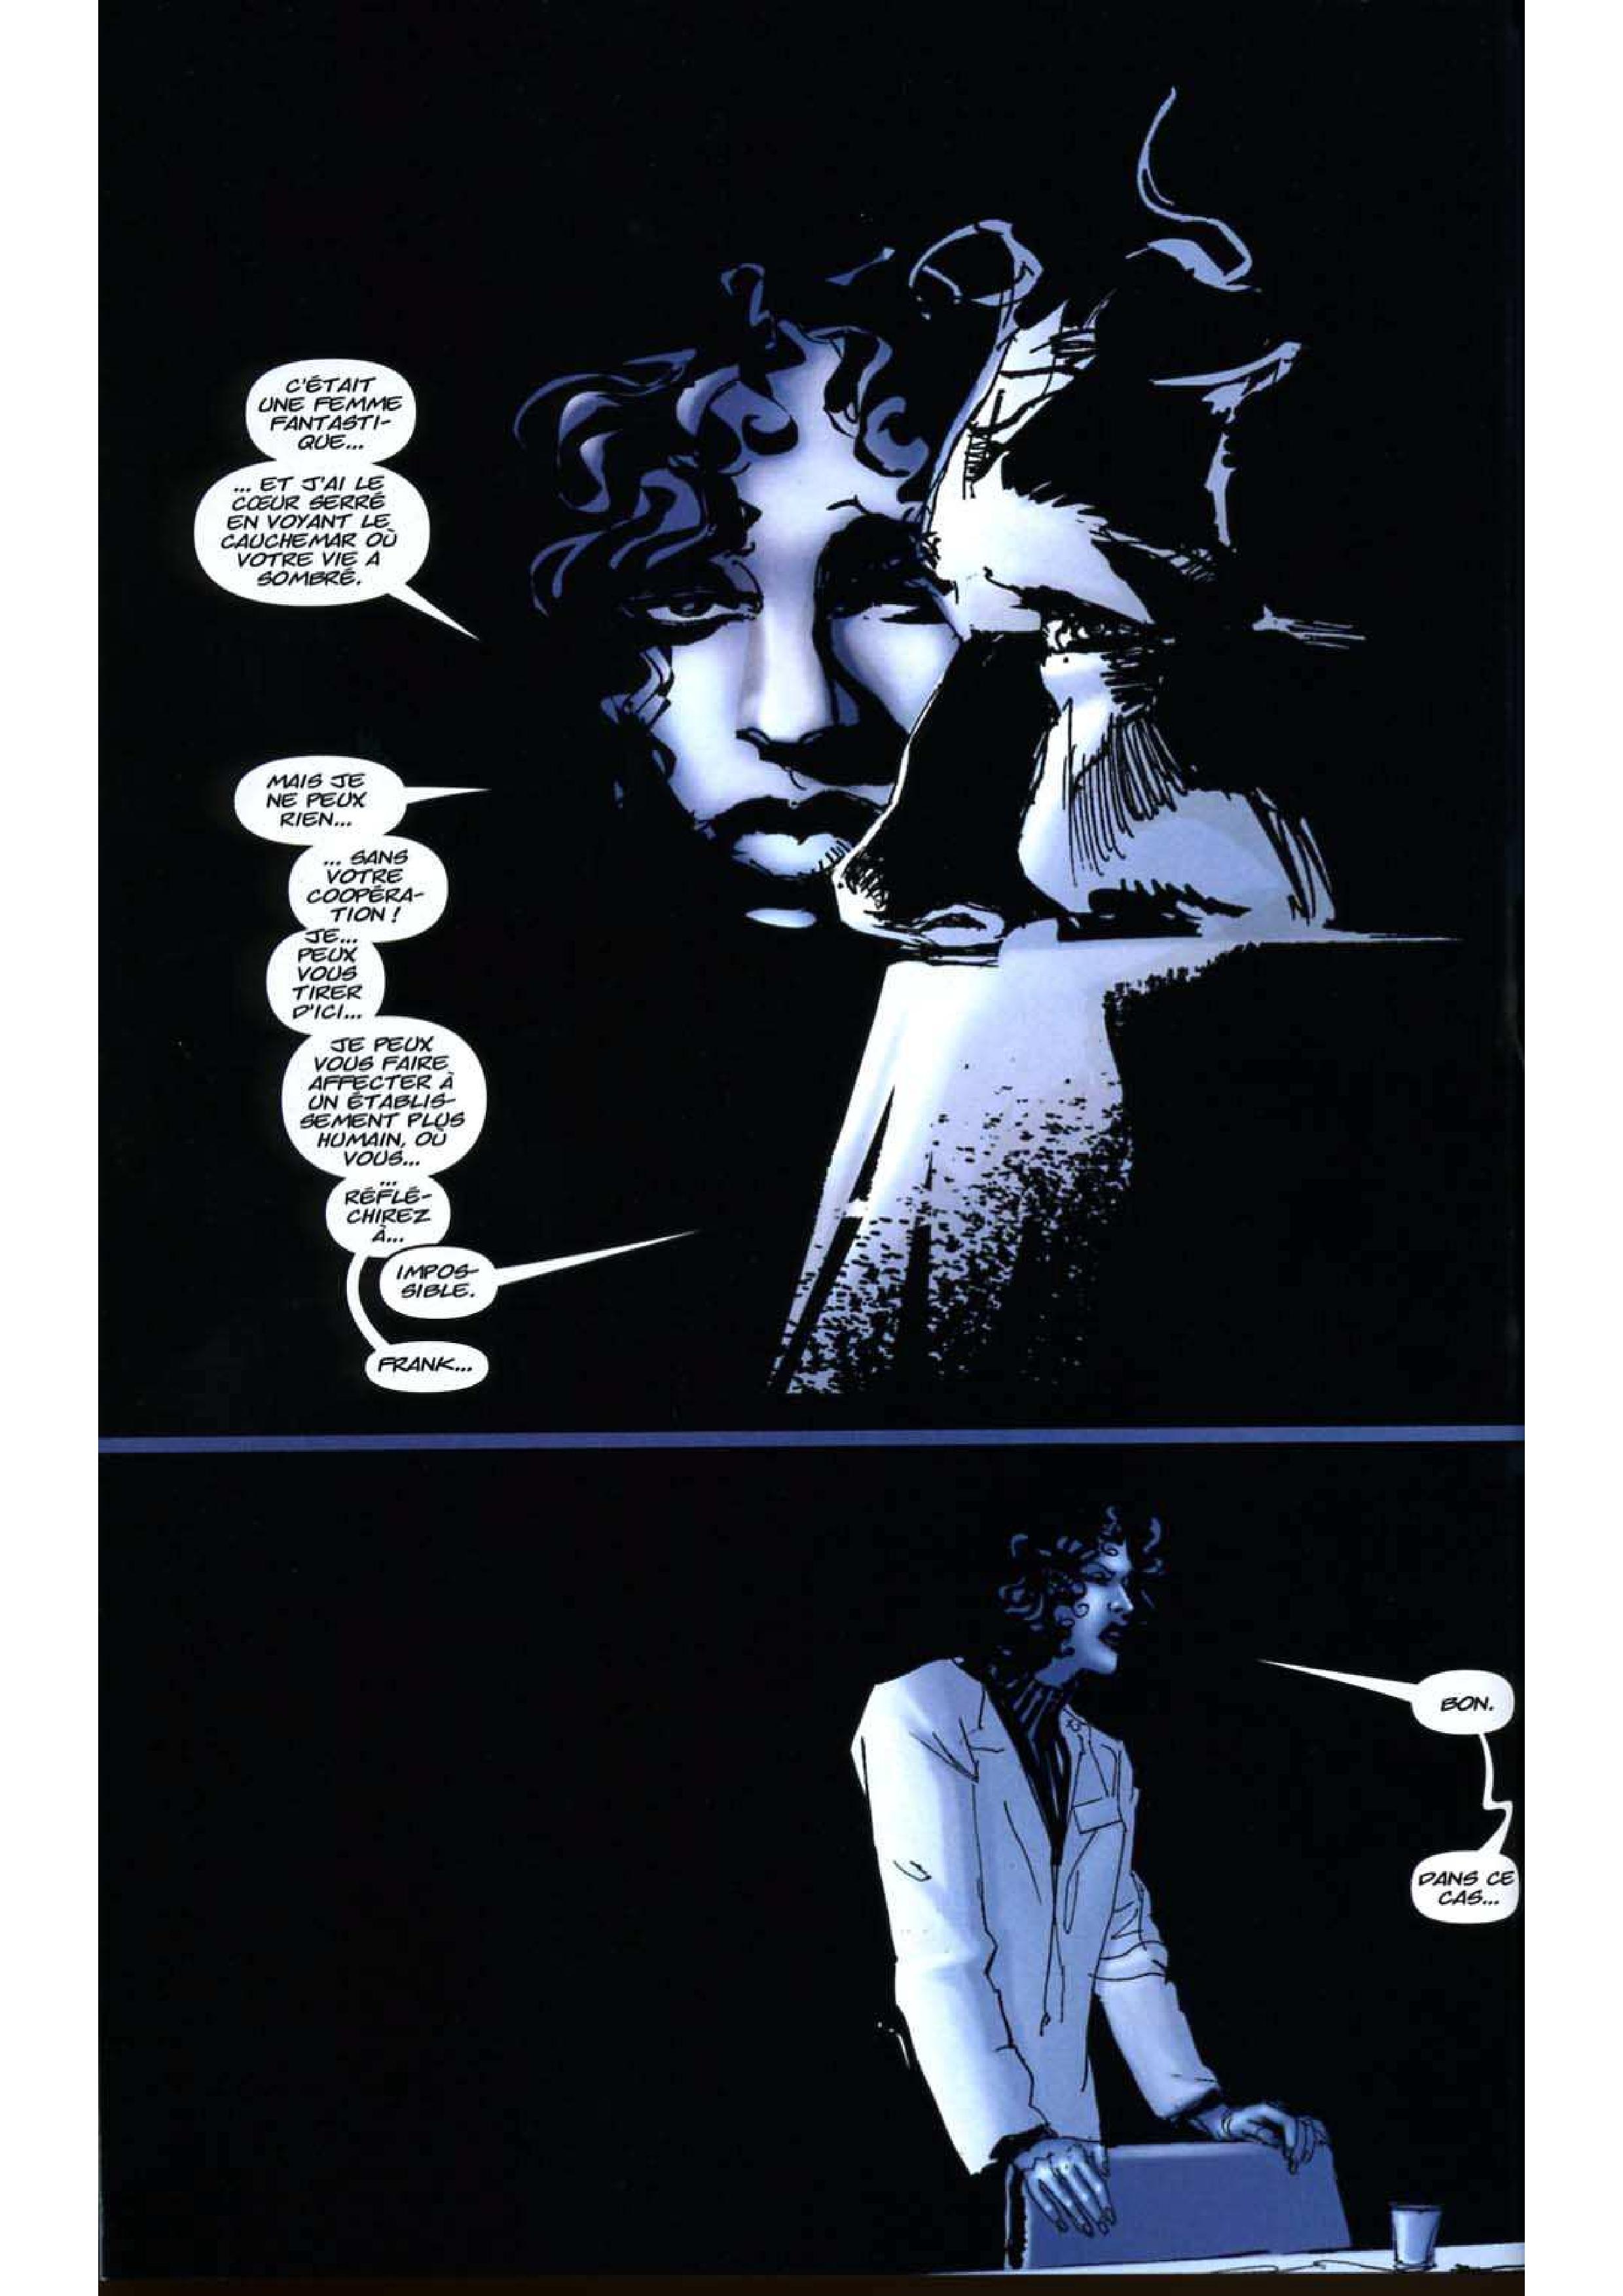 C'ÉTAIT
UNE FEMME
FANTASTI-
QUE...
... ET J'AI LE
CŒUR SERRÉ
EN VOYANT LE
CAUCHEMAR OÙ
VOTRE VIE A
SOMBRÉ.
MAIS JE
NE PEUX
RIEN...
... SANS
VOTRE
COOPÉRA-
TION !
JE...
PEUX
VOUS
TIRER
D'ICI...
JE PEUX
VOUS FAIRE
AFFECTER À
UN ÉTABLIS-
SEMENT PLUS
HUMAIN, OÙ
VOUS...
...
RÉFLÉ-
CHIREZ
À...
IMPOS-
SIBLE.
FRANK...
BON.
DANS CE
CAS...